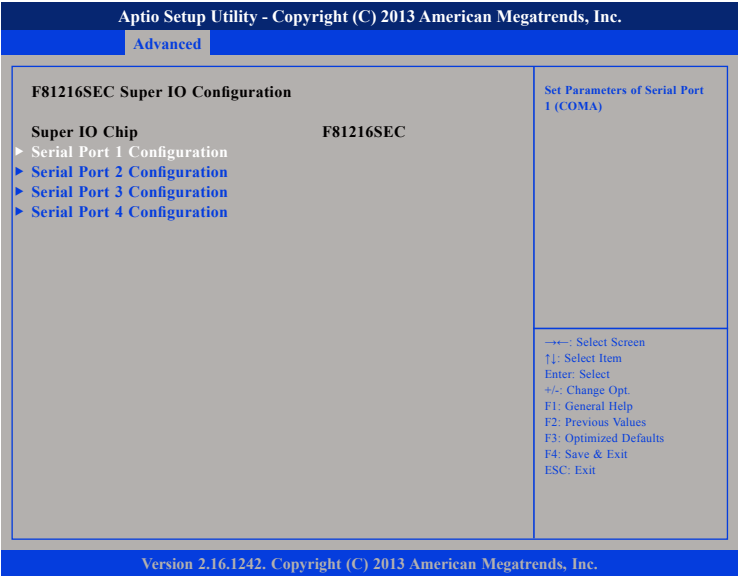 Aptio Setup Utility - Copyright (C) 2013 American Megatrends, Inc.
Advanced
F81216SEC Super IO Configuration
Super IO Chip F81216SEC
▶ Serial Port 1 Configuration
▶ Serial Port 2 Configuration
▶ Serial Port 3 Configuration
▶ Serial Port 4 Configuration
Set Parameters of Serial Port
1 (COMA)
→←: Select Screen
↑↓: Select Item
Enter: Select
+/-: Change Opt.
F1: General Help
F2: Previous Values
F3: Optimized Defaults
F4: Save & Exit
ESC: Exit
Version 2.16.1242. Copyright (C) 2013 American Megatrends, Inc.